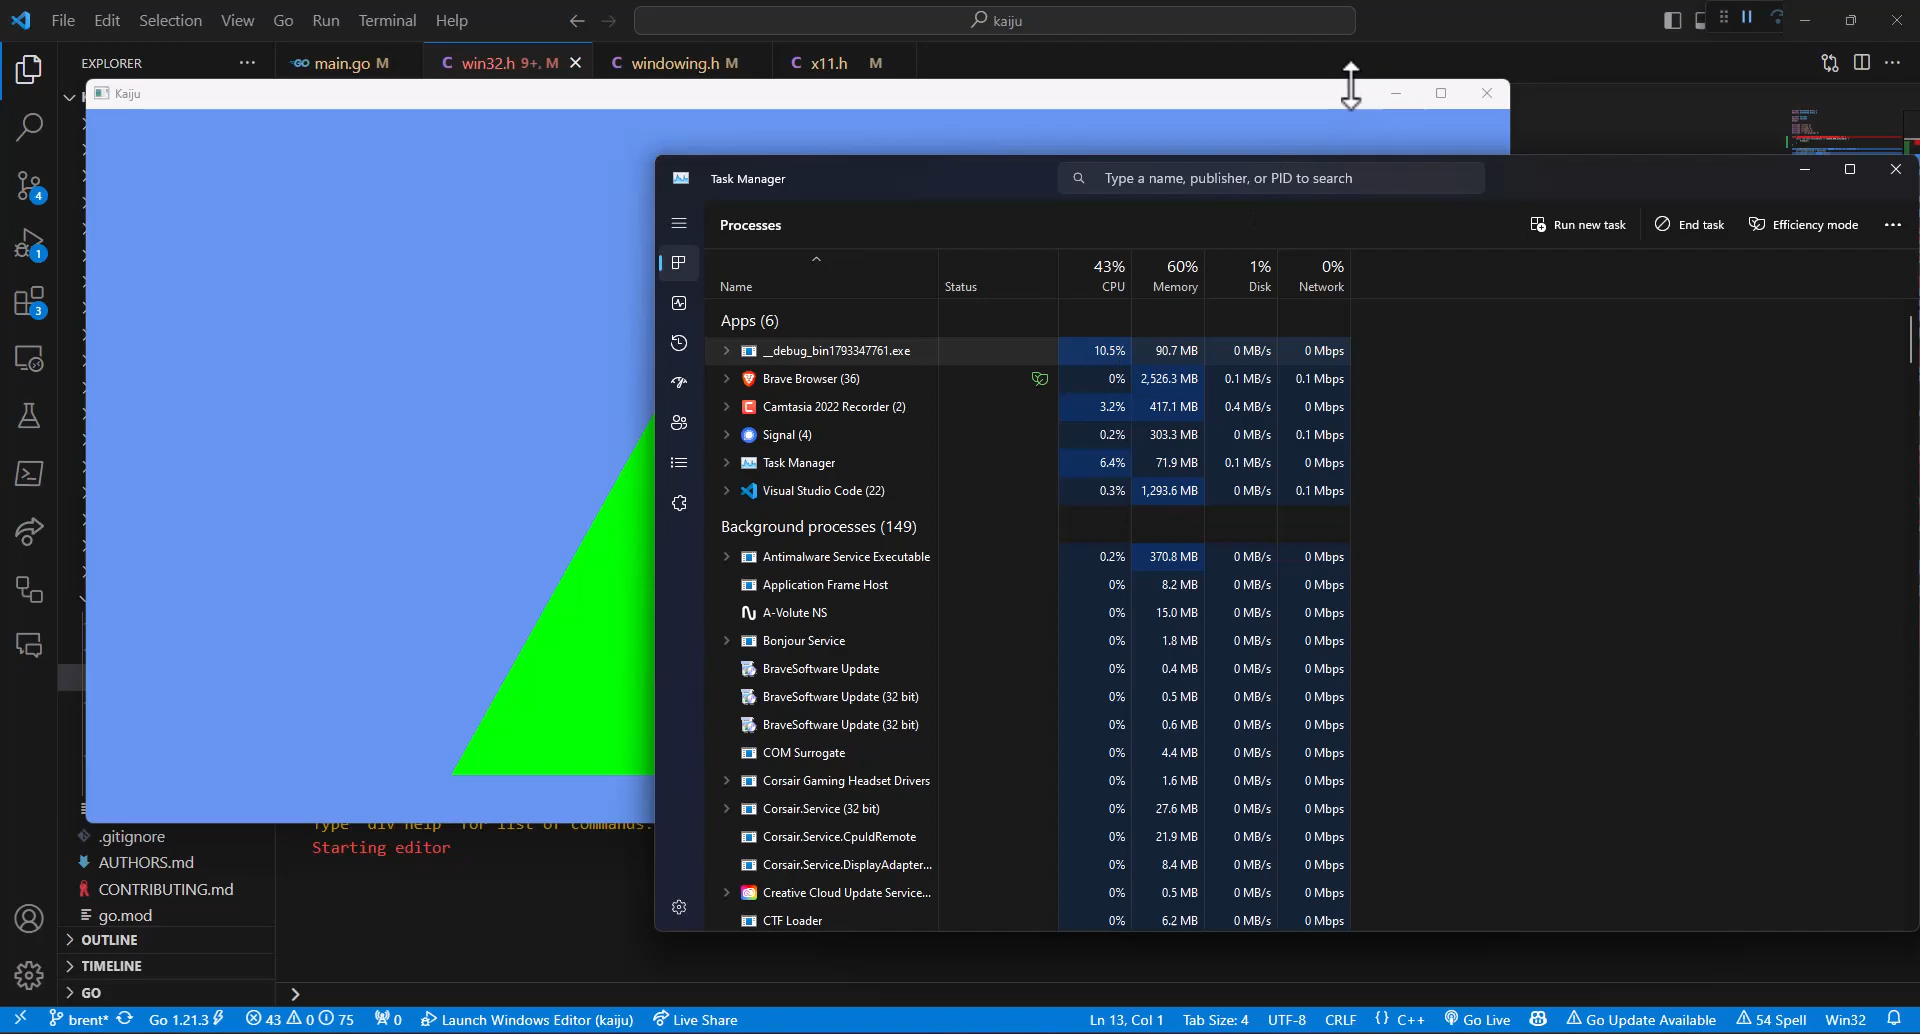 File Edit Selection View Go Run Terminal Help
kaiju
EXPLORER
main.go M
win32.h 9+, M
windowing.h M
x11.h M
Kaiju
Task Manager
Type a name, publisher, or PID to search
Processes
Run new task
End task
Efficiency mode
43% 60% 1% 0%
Name Status CPU Memory Disk Network
Apps (6)
__debug_bin1793347761.exe 10.5% 90.7 MB 0 MB/s 0 Mbps
Brave Browser (36) 0% 2,526.3 MB 0.1 MB/s 0.1 Mbps
Camtasia 2022 Recorder (2) 3.2% 417.1 MB 0.4 MB/s 0 Mbps
Signal (4) 0.2% 303.3 MB 0 MB/s 0.1 Mbps
Task Manager 6.4% 71.9 MB 0.1 MB/s 0 Mbps
Visual Studio Code (22) 0.3% 1,293.6 MB 0 MB/s 0.1 Mbps
Background processes (149)
Antimalware Service Executable 0.2% 370.8 MB 0 MB/s 0 Mbps
Application Frame Host 0% 8.2 MB 0 MB/s 0 Mbps
A-Volute NS 0% 15.0 MB 0 MB/s 0 Mbps
Bonjour Service 0% 1.8 MB 0 MB/s 0 Mbps
BraveSoftware Update 0% 0.4 MB 0 MB/s 0 Mbps
BraveSoftware Update (32 bit) 0% 0.5 MB 0 MB/s 0 Mbps
BraveSoftware Update (32 bit) 0% 0.6 MB 0 MB/s 0 Mbps
COM Surrogate 0% 4.4 MB 0 MB/s 0 Mbps
Corsair Gaming Headset Drivers 0% 1.6 MB 0 MB/s 0 Mbps
Corsair.Service (32 bit) 0% 27.6 MB 0 MB/s 0 Mbps
Corsair.Service.CpuIdRemote 0% 21.9 MB 0 MB/s 0 Mbps
Corsair.Service.DisplayAdapter... 0% 8.4 MB 0 MB/s 0 Mbps
Creative Cloud Update Service... 0% 0.5 MB 0 MB/s 0 Mbps
CTF Loader 0% 6.2 MB 0 MB/s 0 Mbps
4
1
3
Type 'dlv help' for list of commands.
Starting editor
.gitignore
AUTHORS.md
CONTRIBUTING.md
go.mod
OUTLINE
TIMELINE
GO
brent* Go 1.21.3 43 0 75 0 Launch Windows Editor (kaiju) Live Share Ln 13, Col 1 Tab Size: 4 UTF-8 CRLF {} C++ Go Live Go Update Available 54 Spell Win32